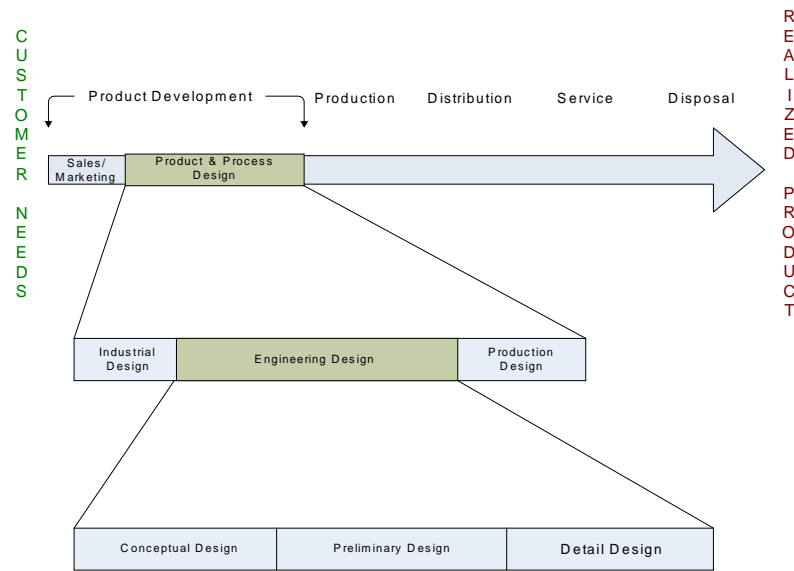 CUSTOMER NEEDS
REALIZED PRODUCT
Product Development
Production
Distribution
Service
Disposal
Sales/
Marketing
Product & Process
Design
Industrial
Design
Engineering Design
Production
Design
Conceptual Design
Preliminary Design
Detail Design